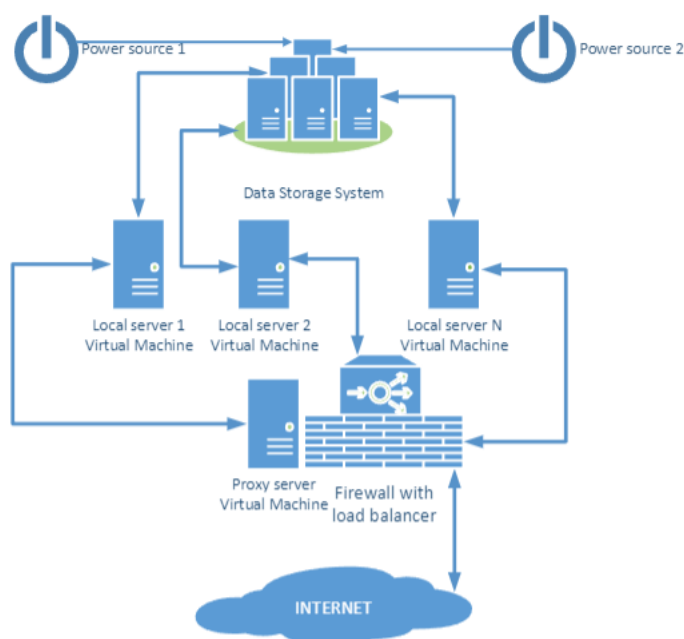 Power source 1
Power source 2
Data Storage System
Local server 1
Virtual Machine
Local server 2
Virtual Machine
Local server N
Virtual Machine
Proxy server
Virtual Machine
Firewall with
load balancer
INTERNET